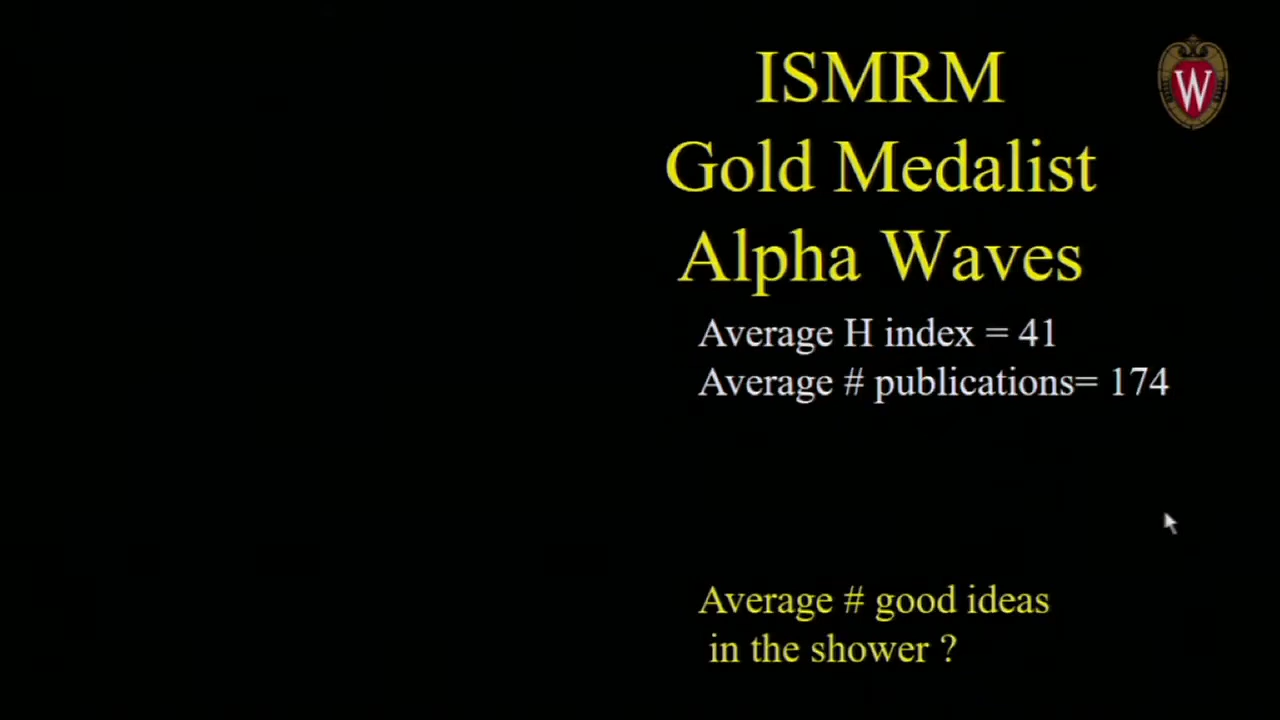 ISMRM
W
Gold Medalist
Alpha Waves
Average H index = 41
Average # publications= 174
Average # good ideas
in the shower ?